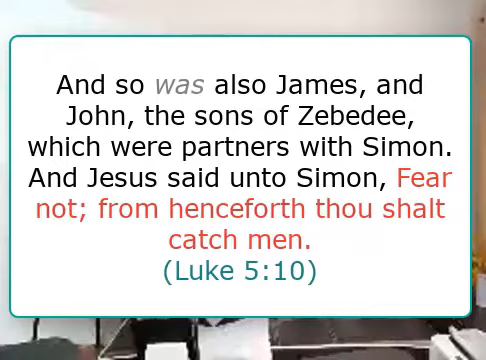 And so was also James, and
John, the sons of Zebedee,
which were partners with Simon.
And Jesus said unto Simon, Fear
not; from henceforth thou shalt
catch men.
(Luke 5:10)